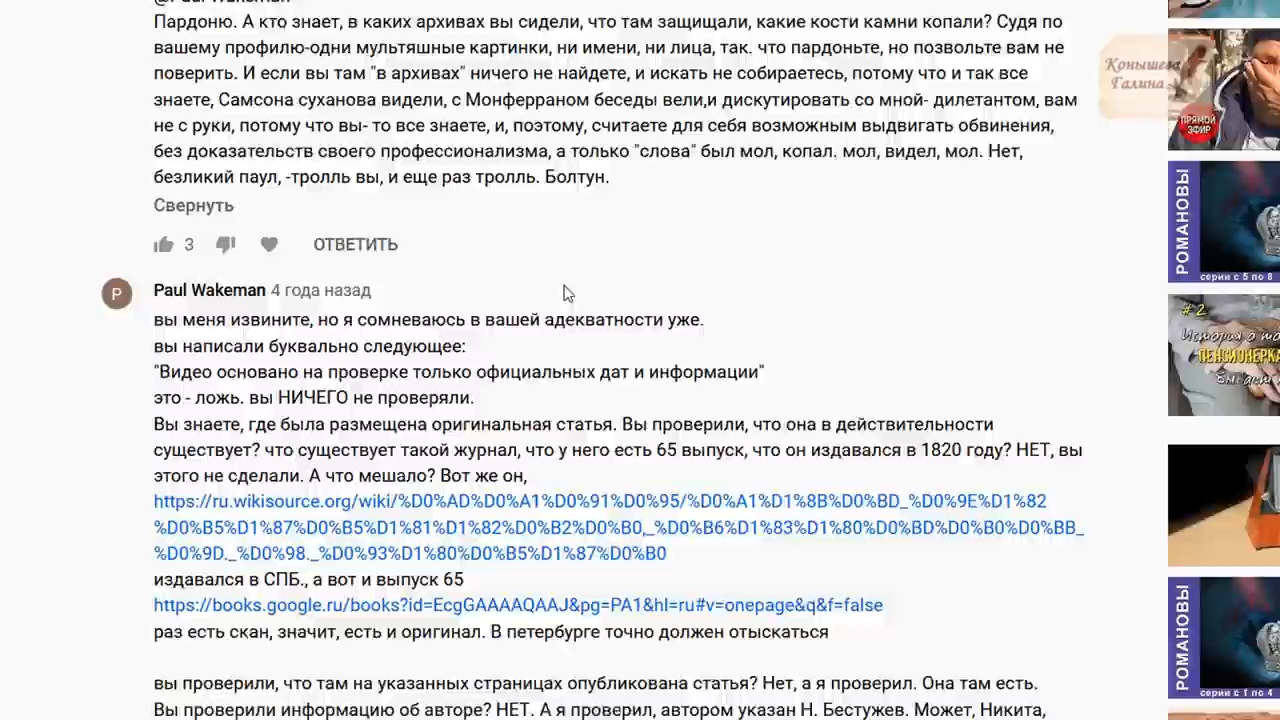 Пардоню. А кто знает, в каких архивах вы сидели, что там защищали, какие кости камни копали? Судя по
вашему профилю-одни мультяшные картинки, ни имени, ни лица, так. что пардоньте, но позвольте вам не
поверить. И если вы там "в архивах" ничего не найдете, и искать не собираетесь, потому что и так все
знаете, Самсона суханова видели, с Монферраном беседы вели,и дискутировать со мной- дилетантом, вам
не с руки, потому что вы- то все знаете, и, поэтому, считаете для себя возможным выдвигать обвинения,
без доказательств своего профессионализма, а только "слова" был мол, копал. мол, видел, мол. Нет,
безликий паул, -тролль вы, и еще раз тролль. Болтун.
Свернуть
3 ОТВЕТИТЬ
P
Paul Wakeman 4 года назад
вы меня извините, но я сомневаюсь в вашей адекватности уже.
вы написали буквально следующее:
"Видео основано на проверке только официальных дат и информации"
это - ложь. вы НИЧЕГО не проверяли.
Вы знаете, где была размещена оригинальная статья. Вы проверили, что она в действительности
существует? что существует такой журнал, что у него есть 65 выпуск, что он издавался в 1820 году? НЕТ, вы
этого не сделали. А что мешало? Вот же он,
https://ru.wikisource.org/wiki/%D0%AD%D0%A1%D0%91%D0%95/%D0%A1%D1%8B%D0%BD_%D0%9E%D1%82
%D0%B5%D1%87%D0%B5%D1%81%D1%82%D0%B2%D0%B0,_%D0%B6%D1%83%D1%80%D0%BD%D0%B0%D0%BB_
%D0%9D._%D0%98._%D0%93%D1%80%D0%B5%D1%87%D0%B0
издавался в СПБ., а вот и выпуск 65
https://books.google.ru/books?id=EcgGAAAAQAAJ&pg=PA1&hl=ru#v=onepage&q&f=false
раз есть скан, значит, есть и оригинал. В петербурге точно должен отыскаться
вы проверили, что там на указанных страницах опубликована статья? Нет, а я проверил. Она там есть.
Вы проверили информацию об авторе? НЕТ. А я проверил, автором указан Н. Бестужев. Может, Никита,
Конышева
Галина
ПРЯМОЙ
ЭФИР
РОМАНОВЫ
серии с 5 по 8
#2
ПЕНСИОНЕРКА
РОМАНОВЫ
серии с 1 по 4